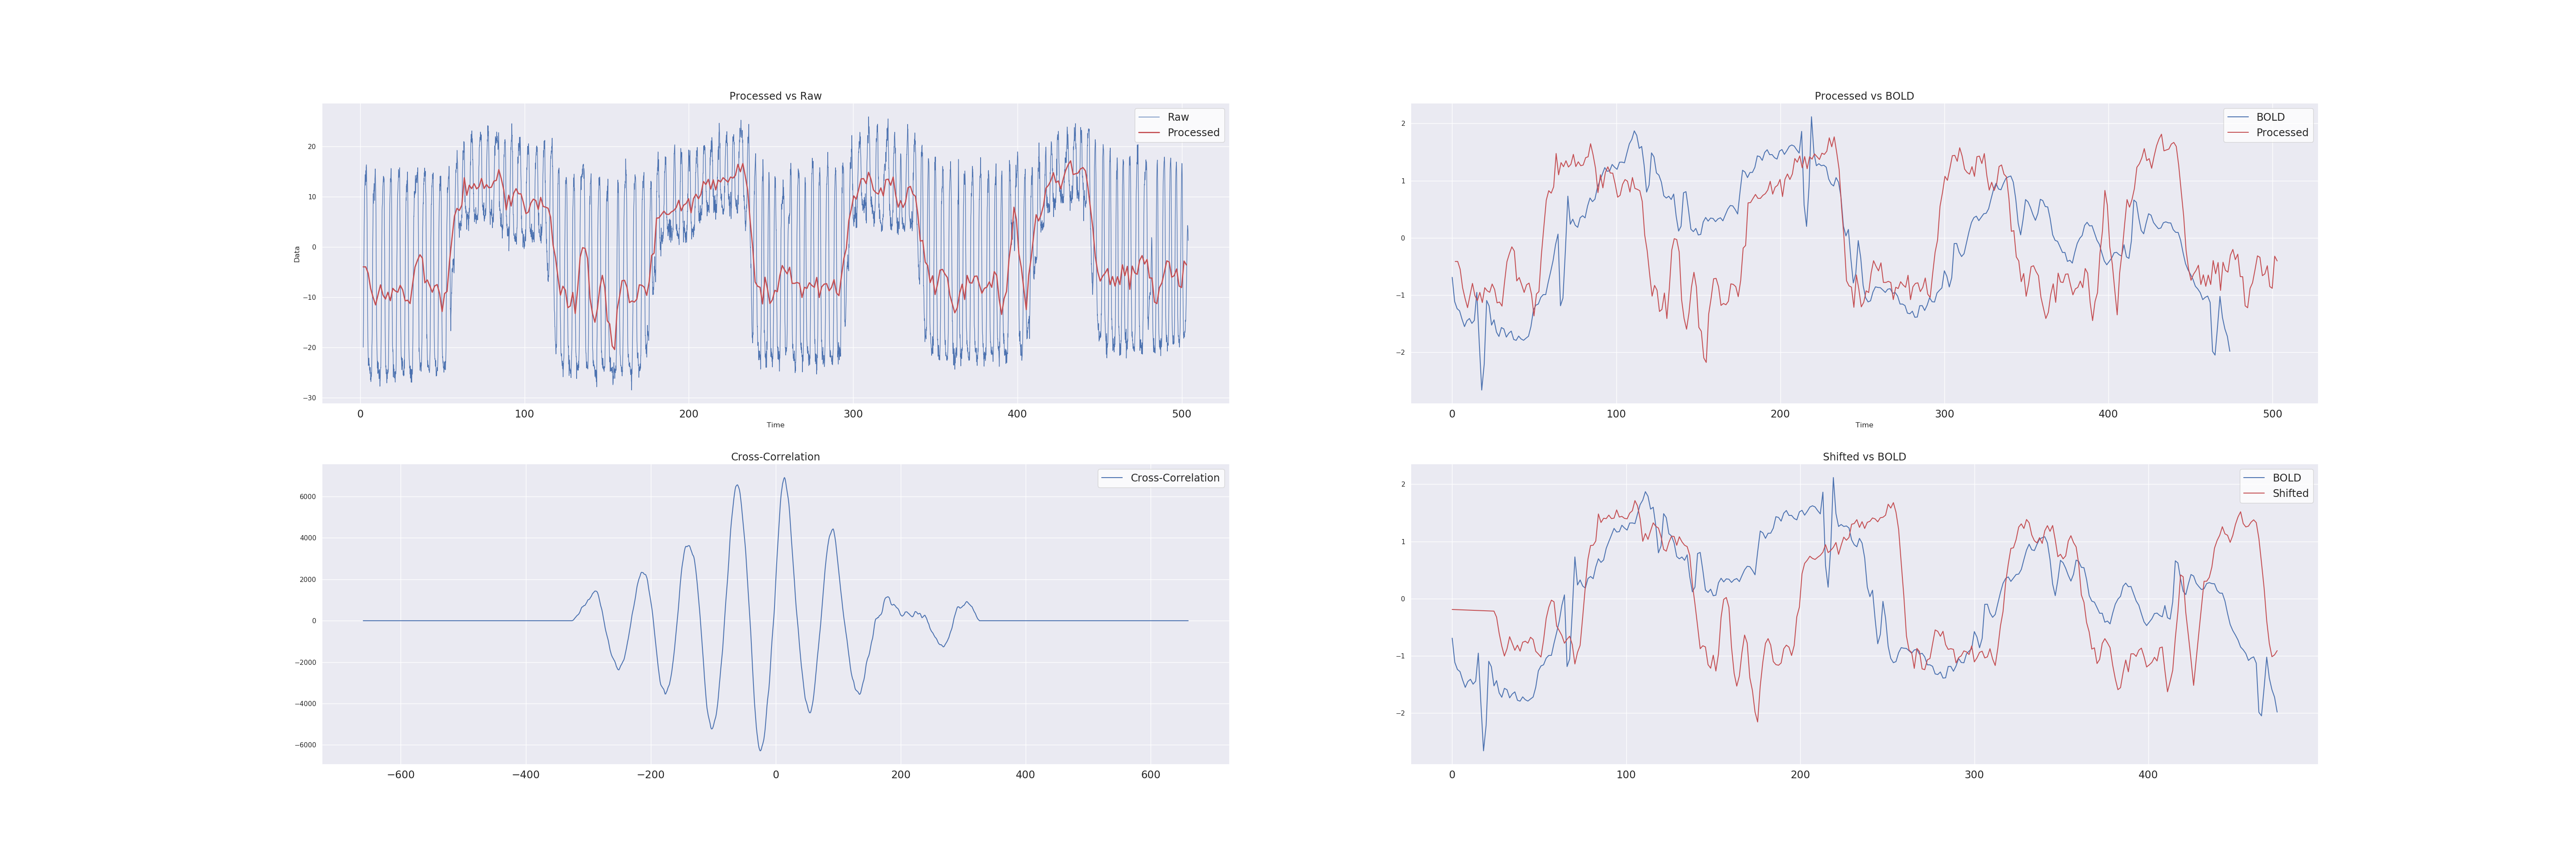 Processed vs Raw
Raw
Processed
Data
20
10
0
−10
−20
−30
0 100 200 300 400 500
Time
Processed vs BOLD
BOLD
Processed
2
1
0
−1
−2
0 100 200 300 400 500
Time
Cross-Correlation
Cross-Correlation
6000
4000
2000
0
−2000
−4000
−6000
−600 −400 −200 0 200 400 600
Shifted vs BOLD
BOLD
Shifted
2
1
0
−1
−2
0 100 200 300 400